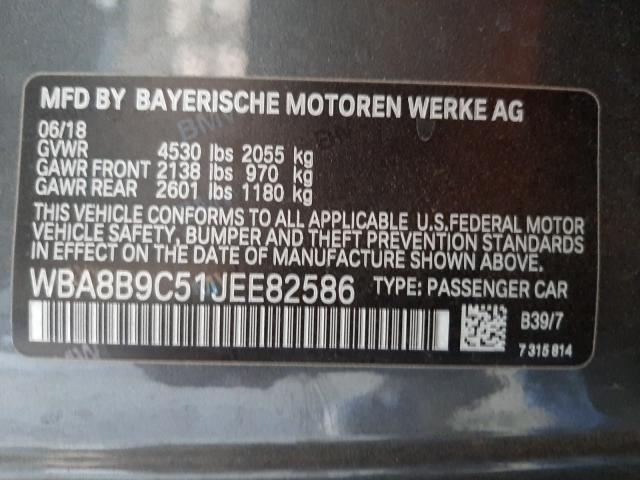 MFD BY BAYERISCHE MOTOREN WERKE AG
06/18
GVWR 4530 lbs 2055 kg
GAWR FRONT 2138 lbs 970 kg
GAWR REAR 2601 lbs 1180 kg
THIS VEHICLE CONFORMS TO ALL APPLICABLE U.S.FEDERAL MOTOR
VEHICLE SAFETY, BUMPER AND THEFT PREVENTION STANDARDS
IN EFFECT ON THE DATE OF MANUFACTURE SHOWN ABOVE.
WBA8B9C51JEE82586 TYPE: PASSENGER CAR
B39/7
7 315 814